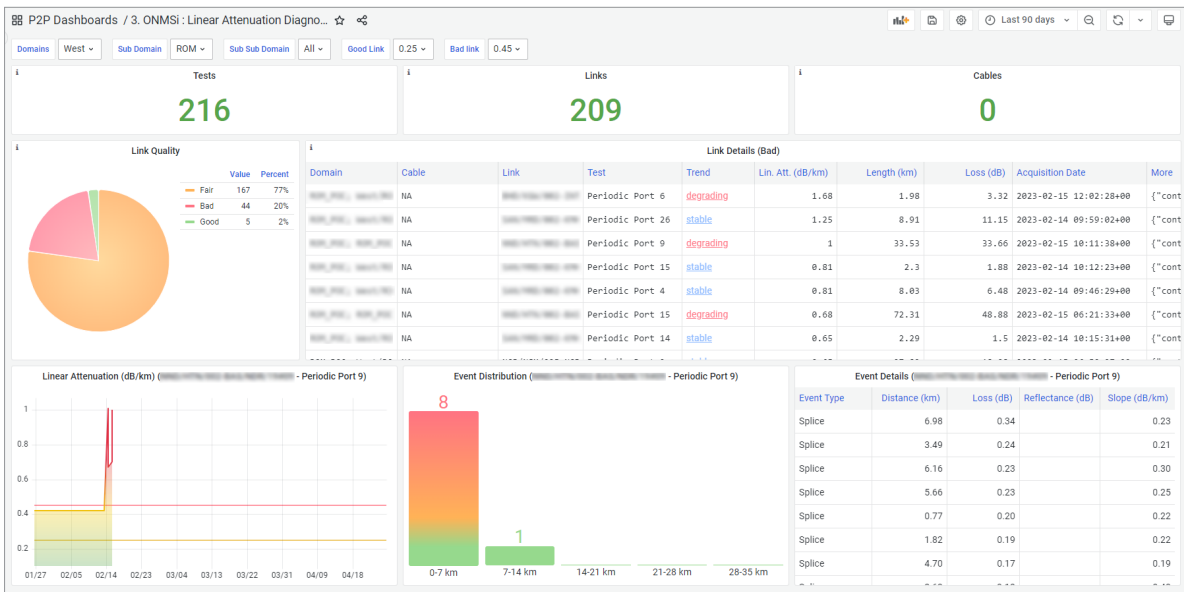 P2P Dashboards / 3. ONMSi : Linear Attenuation Diagno... Last 90 days
Domains West Sub Domain ROM Sub Sub Domain All Good Link 0.25 Bad link 0.45
Tests Links Cables
216 209 0
Link Quality
Value Percent
Fair 167 77%
Bad 44 20%
Good 5 2%
Link Details (Bad)
Domain Cable Link Test Trend Lin. Att. (dB/km) Length (km) Loss (dB) Acquisition Date More
NA Periodic Port 6 degrading 1.68 1.98 3.32 2023-02-15 12:02:28+00 {"cont
NA Periodic Port 26 stable 1.25 8.91 11.15 2023-02-14 09:59:02+00 {"cont
NA Periodic Port 9 degrading 1 33.53 33.66 2023-02-15 10:11:38+00 {"cont
NA Periodic Port 15 stable 0.81 2.3 1.88 2023-02-14 10:12:23+00 {"cont
NA Periodic Port 4 stable 0.81 8.03 6.48 2023-02-14 09:46:29+00 {"cont
NA Periodic Port 15 degrading 0.68 72.31 48.88 2023-02-15 06:21:33+00 {"cont
NA Periodic Port 14 stable 0.65 2.29 1.5 2023-02-14 10:15:31+00 {"cont
Linear Attenuation (dB/km) ( - Periodic Port 9)
1
0.8
0.6
0.4
0.2
01/27 02/05 02/14 02/23 03/04 03/13 03/22 03/31 04/09 04/18
Event Distribution ( - Periodic Port 9)
8
1
0-7 km 7-14 km 14-21 km 21-28 km 28-35 km
Event Details ( - Periodic Port 9)
Event Type Distance (km) Loss (dB) Reflectance (dB) Slope (dB/km)
Splice 6.98 0.34 0.23
Splice 3.49 0.24 0.21
Splice 6.16 0.23 0.30
Splice 5.66 0.23 0.25
Splice 0.77 0.20 0.22
Splice 1.82 0.19 0.22
Splice 4.70 0.17 0.19